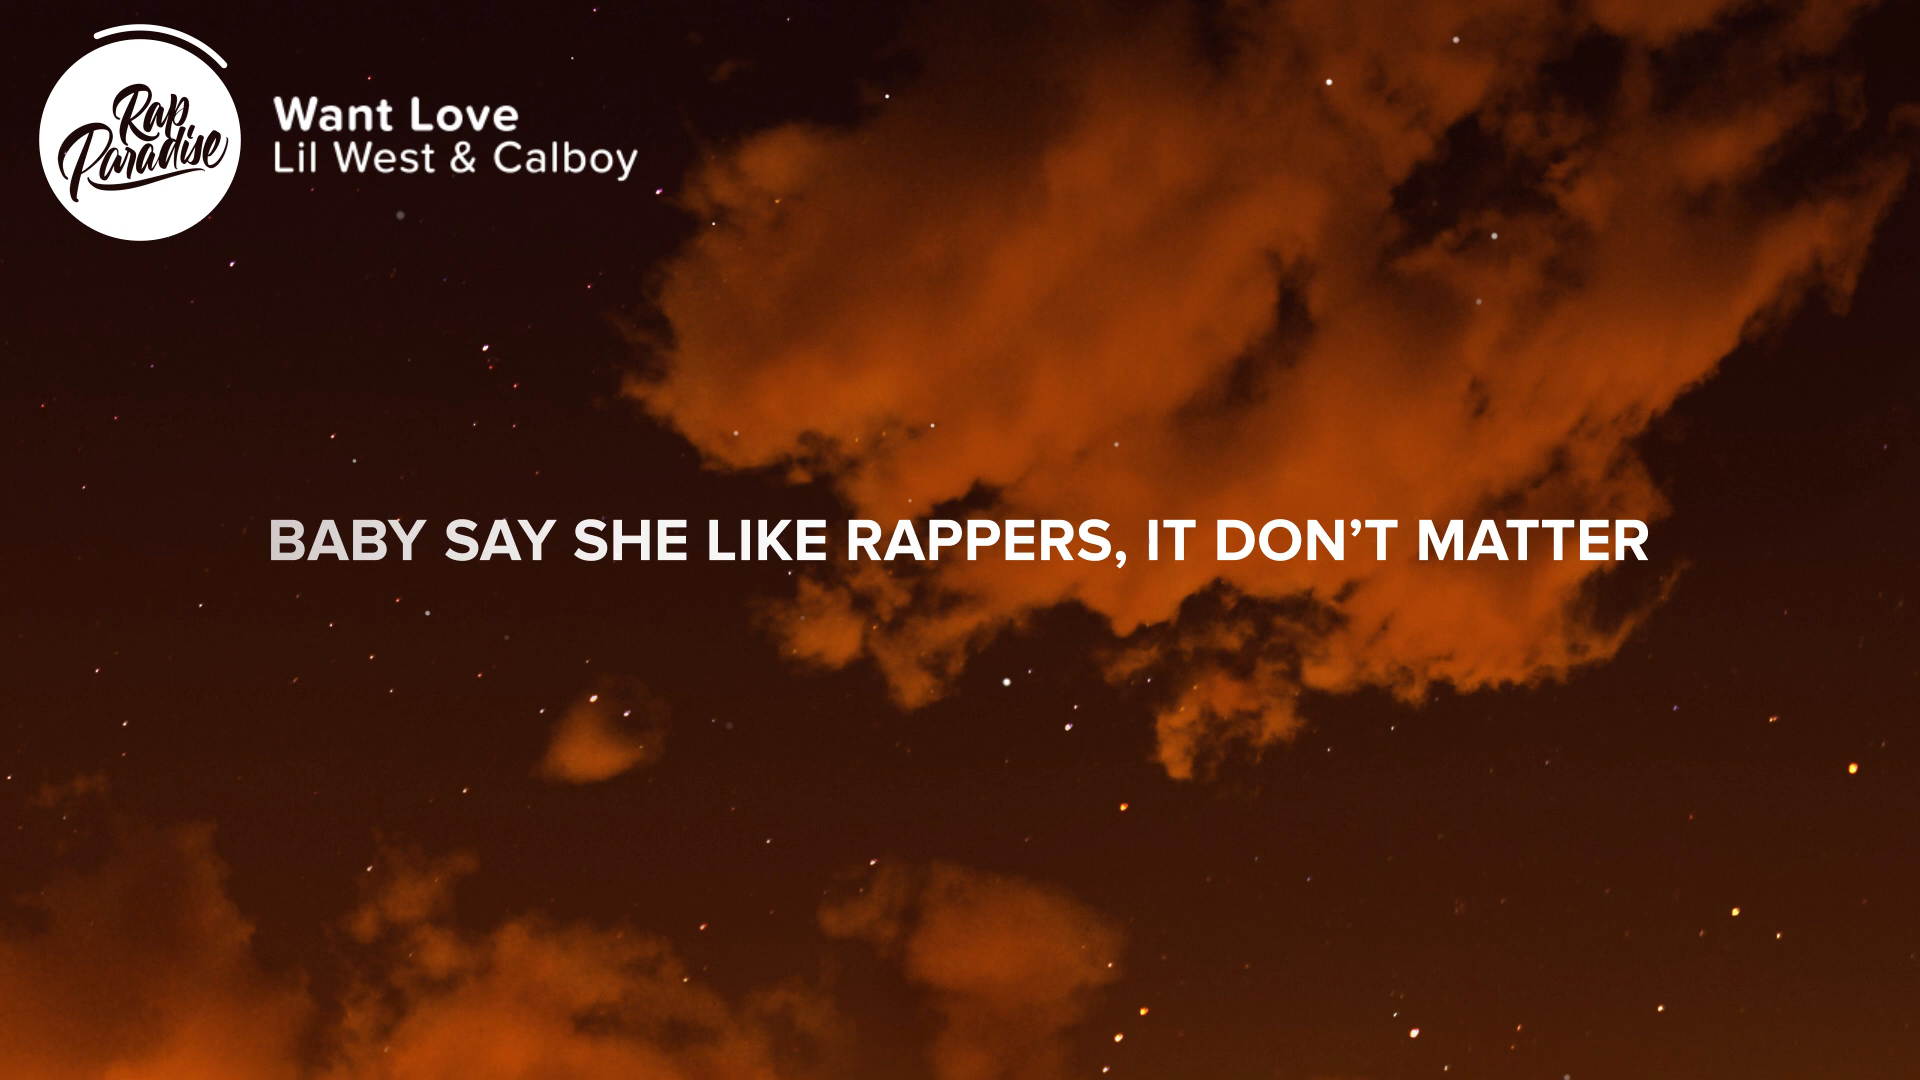 Rap
Paradise
Want Love
Lil West & Calboy
BABY SAY SHE LIKE RAPPERS, IT DON’T MATTER